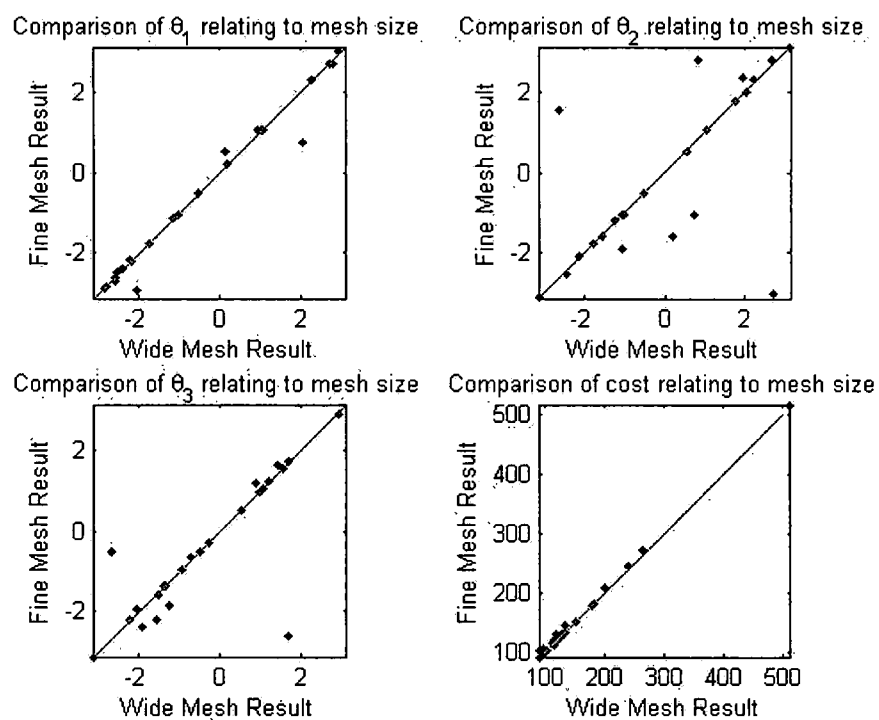 Comparison of θ1 relating to mesh size
Fine Mesh Result
2
0
-2
-2 0 2
Wide Mesh Result
Comparison of θ2 relating to mesh size
Fine Mesh Result
2
0
-2
-2 0 2
Wide Mesh Result
Comparison of θ3 relating to mesh size
Fine Mesh Result
2
0
-2
-2 0 2
Wide Mesh Result
Comparison of cost relating to mesh size
Fine Mesh Result
500
400
300
200
100
100 200 300 400 500
Wide Mesh Result